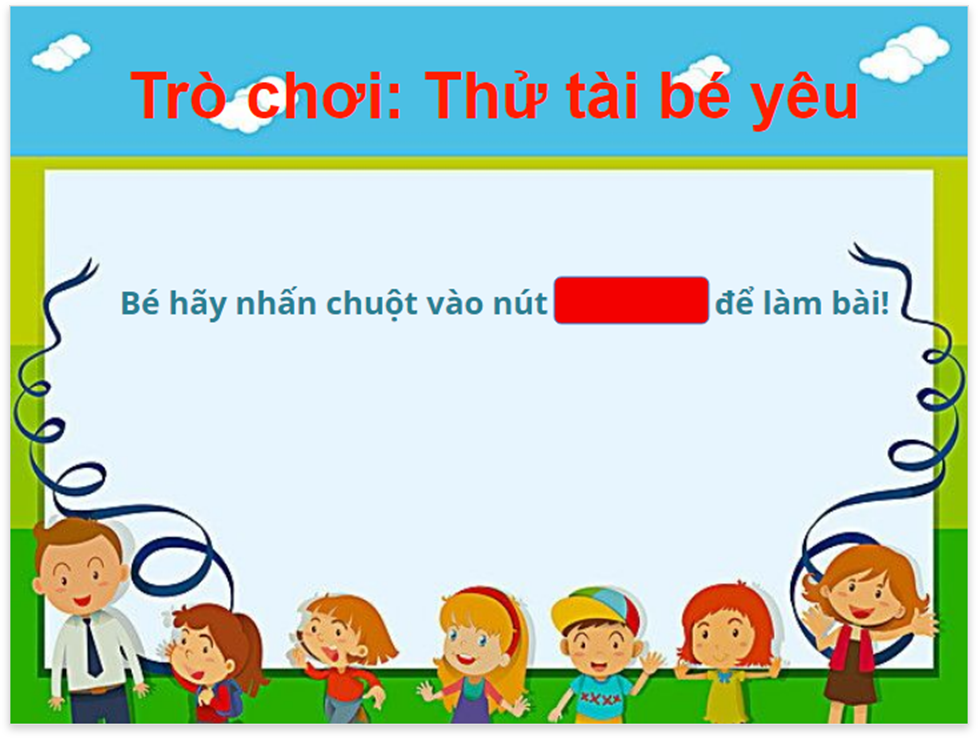 Trò chơi: Thử tài bé yêu
Bé hãy nhấn chuột vào nút để làm bài!